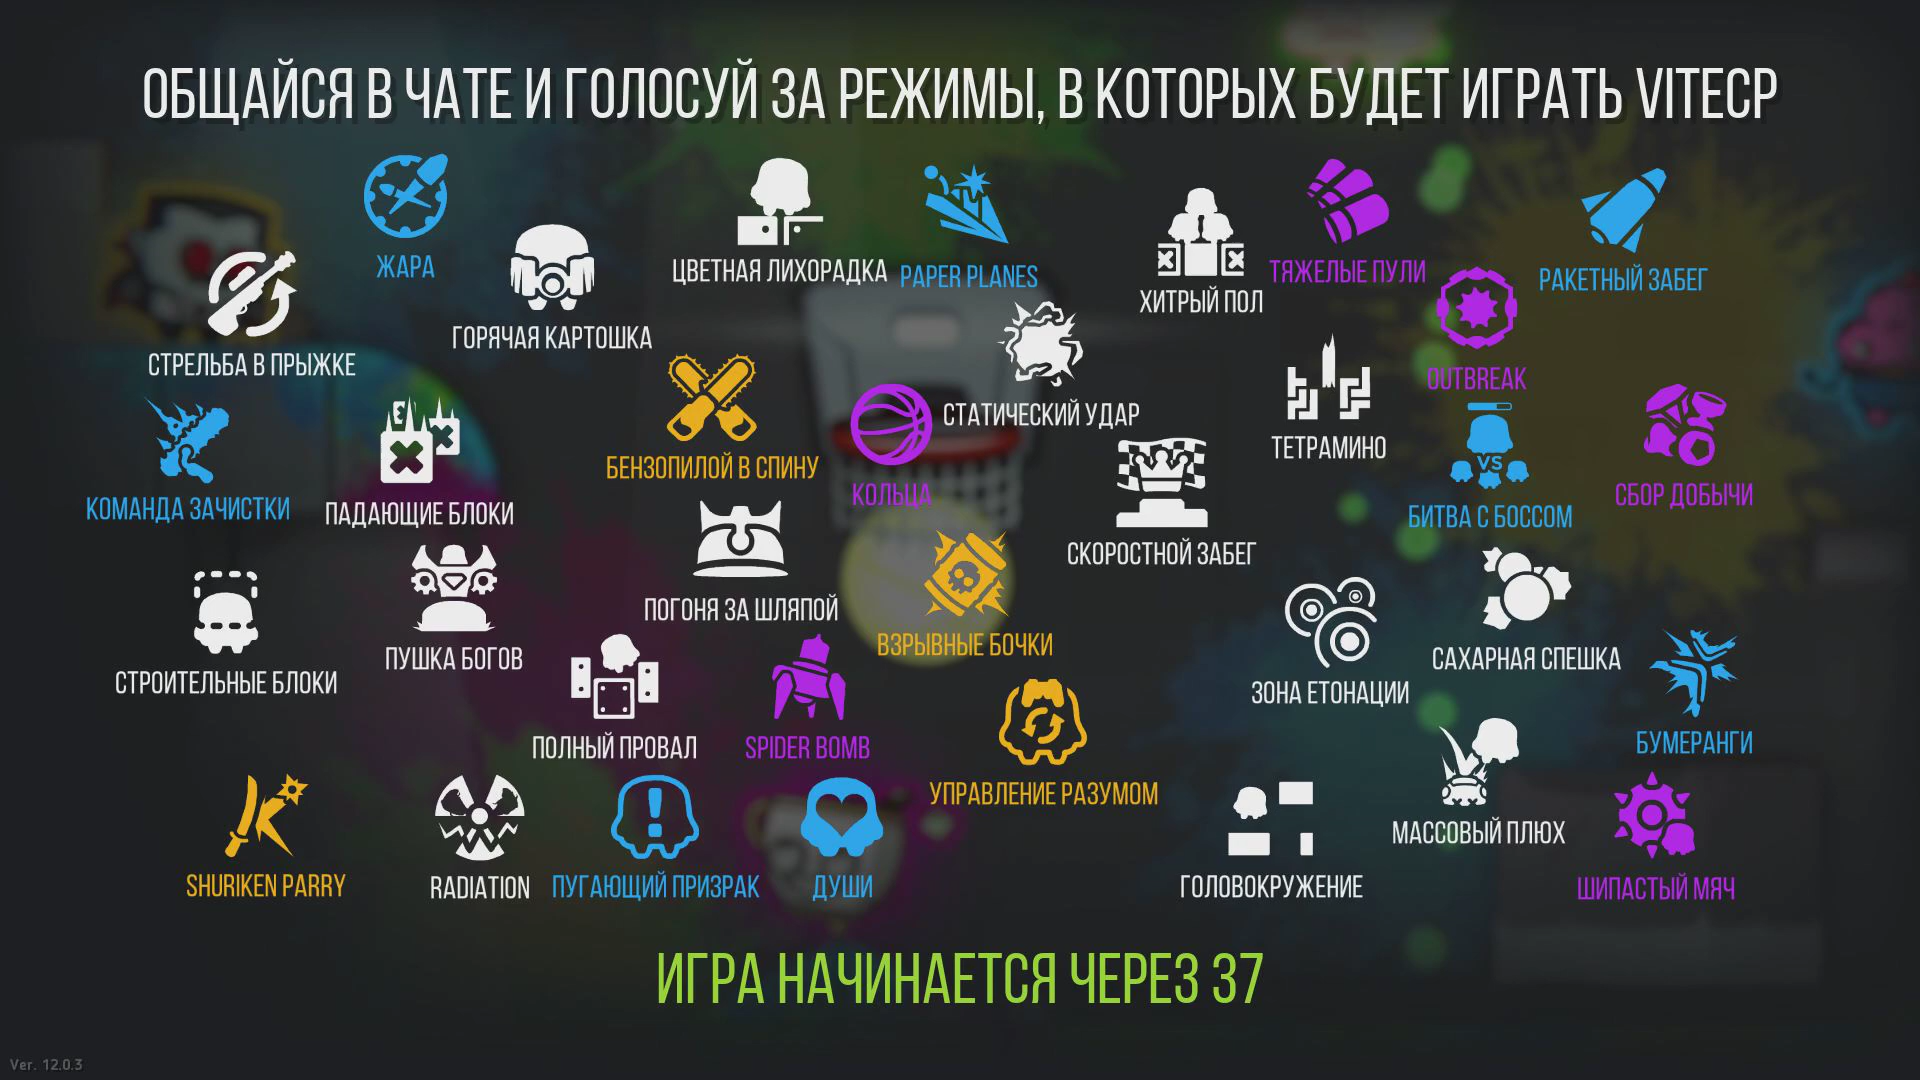 ОБЩАЙСЯ В ЧАТЕ И ГОЛОСУЙ ЗА РЕЖИМЫ, В КОТОРЫХ БУДЕТ ИГРАТЬ VITECP
ЖАРА
ЦВЕТНАЯ ЛИХОРАДКА
PAPER PLANES
ХИТРЫЙ ПОЛ
ТЯЖЕЛЫЕ ПУЛИ
РАКЕТНЫЙ ЗАБЕГ
СТРЕЛЬБА В ПРЫЖКЕ
ГОРЯЧАЯ КАРТОШКА
OUTBREAK
СТАТИЧЕСКИЙ УДАР
ТЕТРАМИНО
КОМАНДА ЗАЧИСТКИ
ПАДАЮЩИЕ БЛОКИ
БЕНЗОПИЛОЙ В СПИНУ
КОЛЬЦА
VS
БИТВА С БОССОМ
СБОР ДОБЫЧИ
СКОРОСТНОЙ ЗАБЕГ
ПОГОНЯ ЗА ШЛЯПОЙ
СТРОИТЕЛЬНЫЕ БЛОКИ
ПУШКА БОГОВ
ВЗРЫВНЫЕ БОЧКИ
ЗОНА ЕТОНАЦИИ
САХАРНАЯ СПЕШКА
ПОЛНЫЙ ПРОВАЛ
SPIDER BOMB
УПРАВЛЕНИЕ РАЗУМОМ
БУМЕРАНГИ
МАССОВЫЙ ПЛЮХ
SHURIKEN PARRY
RADIATION
ПУГАЮЩИЙ ПРИЗРАК
ДУШИ
ГОЛОВОКРУЖЕНИЕ
ШИПАСТЫЙ МЯЧ
ИГРА НАЧИНАЕТСЯ ЧЕРЕЗ 37
Ver. 12.0.3